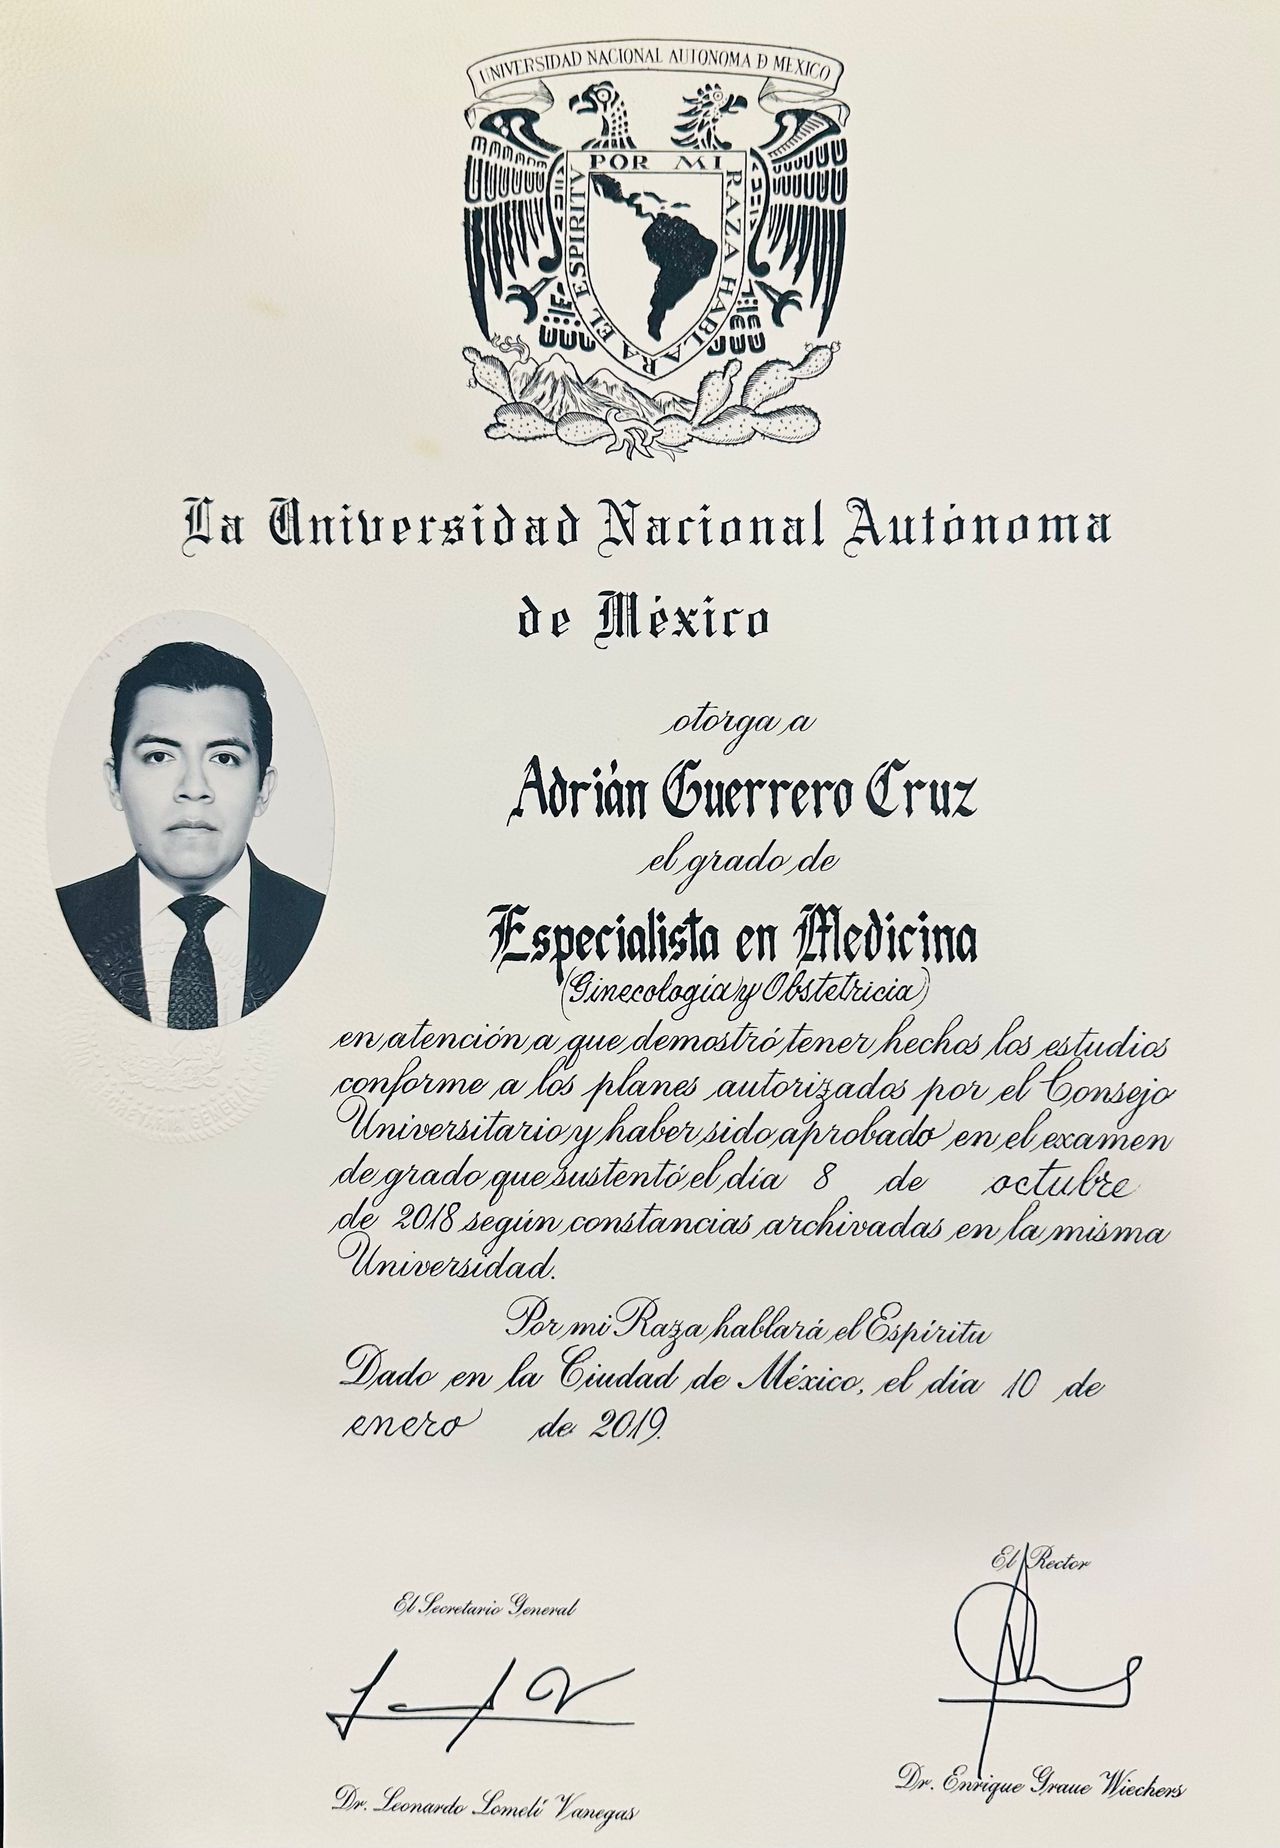 UNIVERSIDAD NACIONAL AUTONOMA D MEXICO
POR MI RAZA HABLARA EL ESPIRITV
La Universidad Nacional Autónoma
de México
otorga a
Adrián Guerrero Cruz
el grado de
Especialista en Medicina
(Ginecología y Obstetricia)
en atención a que demostró tener hechos los estudios
conforme a los planes autorizados por el Consejo
Universitario y haber sido aprobado en el examen
de grado que sustentó el día 8 de octubre
de 2018 según constancias archivadas en la misma
Universidad.
Por mi Raza hablará el Espíritu
Dado en la Ciudad de México, el día 10 de
enero de 2019.
El Rector
El Secretario General
Dr. Enrique Graue Wiechers
Dr. Leonardo Lomelí Vanegas